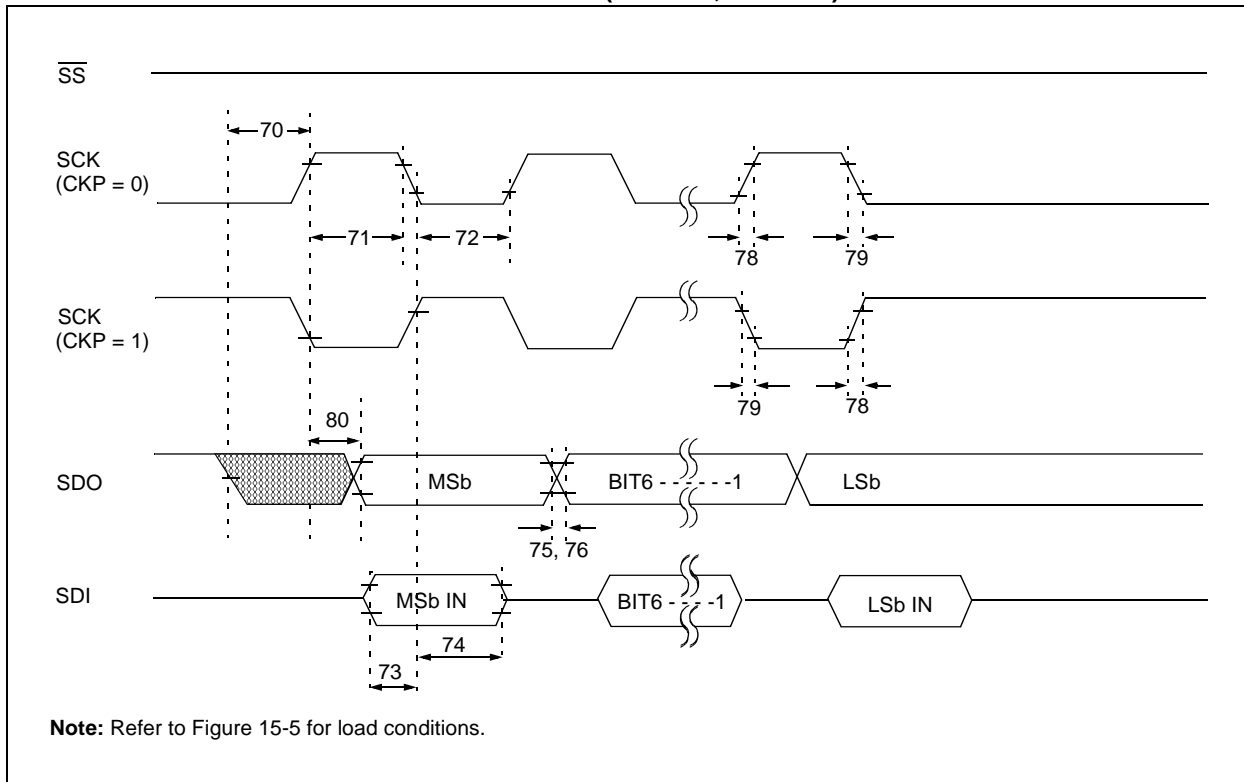 SS
70
SCK
(CKP = 0)
71
72
78
79
SCK
(CKP = 1)
79
78
80
SDO
MSb
BIT6 - - - - - -1
LSb
75, 76
SDI
MSb IN
BIT6 - - - - -1
LSb IN
74
73
Note: Refer to Figure 15-5 for load conditions.